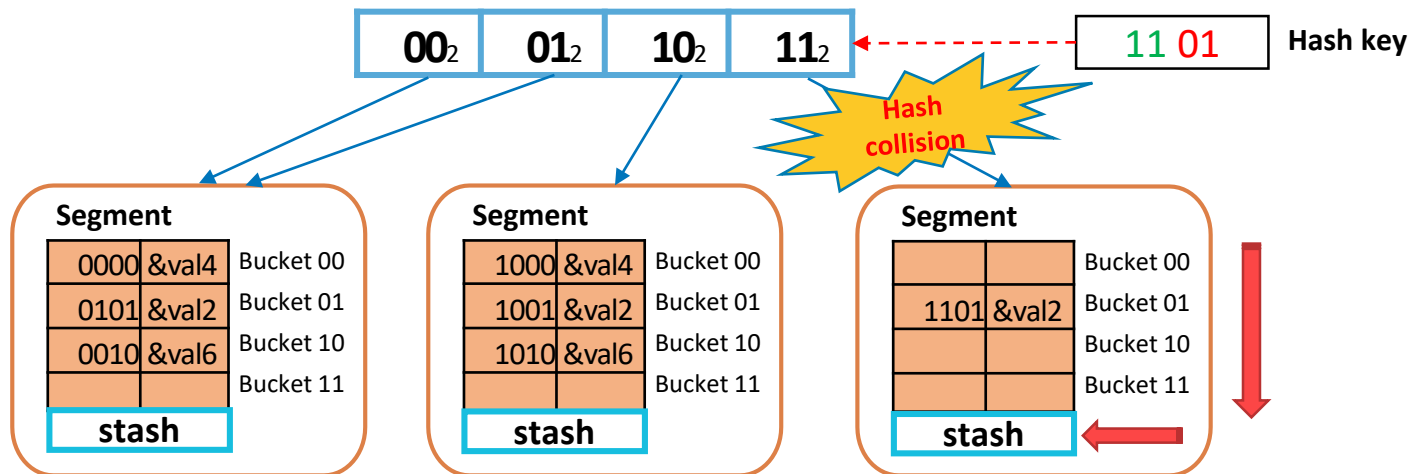 00₂ 01₂ 10₂ 11₂ 11 01 Hash key
Hash
collision
Segment
0000 &val4 Bucket 00
0101 &val2 Bucket 01
0010 &val6 Bucket 10
Bucket 11
stash
Segment
1000 &val4 Bucket 00
1001 &val2 Bucket 01
1010 &val6 Bucket 10
Bucket 11
stash
Segment
Bucket 00
1101 &val2 Bucket 01
Bucket 10
Bucket 11
stash